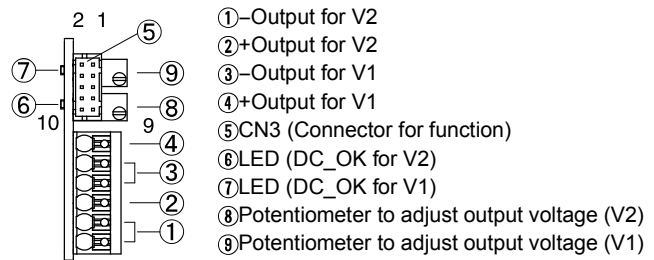 2 1
⑤
⑦
⑨
⑥
⑧
10
9
④
③
②
①
①−Output for V2
②+Output for V2
③−Output for V1
④+Output for V1
⑤CN3 (Connector for function)
⑥LED (DC_OK for V2)
⑦LED (DC_OK for V1)
⑧Potentiometer to adjust output voltage (V2)
⑨Potentiometer to adjust output voltage (V1)